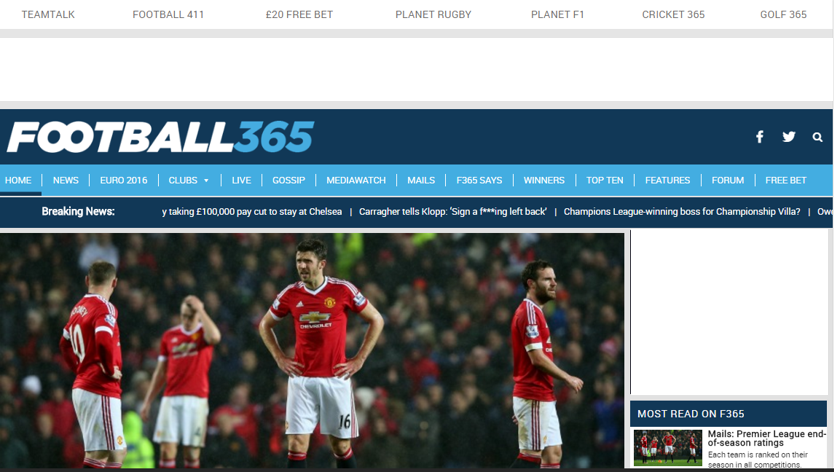 TEAMTALK FOOTBALL 411 £20 FREE BET PLANET RUGBY PLANET F1 CRICKET 365 GOLF 365
FOOTBALL365
HOME NEWS EURO 2016 CLUBS LIVE GOSSIP MEDIAWATCH MAILS F365 SAYS WINNERS TOP TEN FEATURES FORUM FREE BET
Breaking News: y taking £100,000 pay cut to stay at Chelsea | Carragher tells Klopp: 'Sign a f***ing left back' | Champions League-winning boss for Championship Villa? | Owe
CHEVROLET
16
MOST READ ON F365
Mails: Premier League end-
of-season ratings
Each team is ranked on their
season in all competitions.